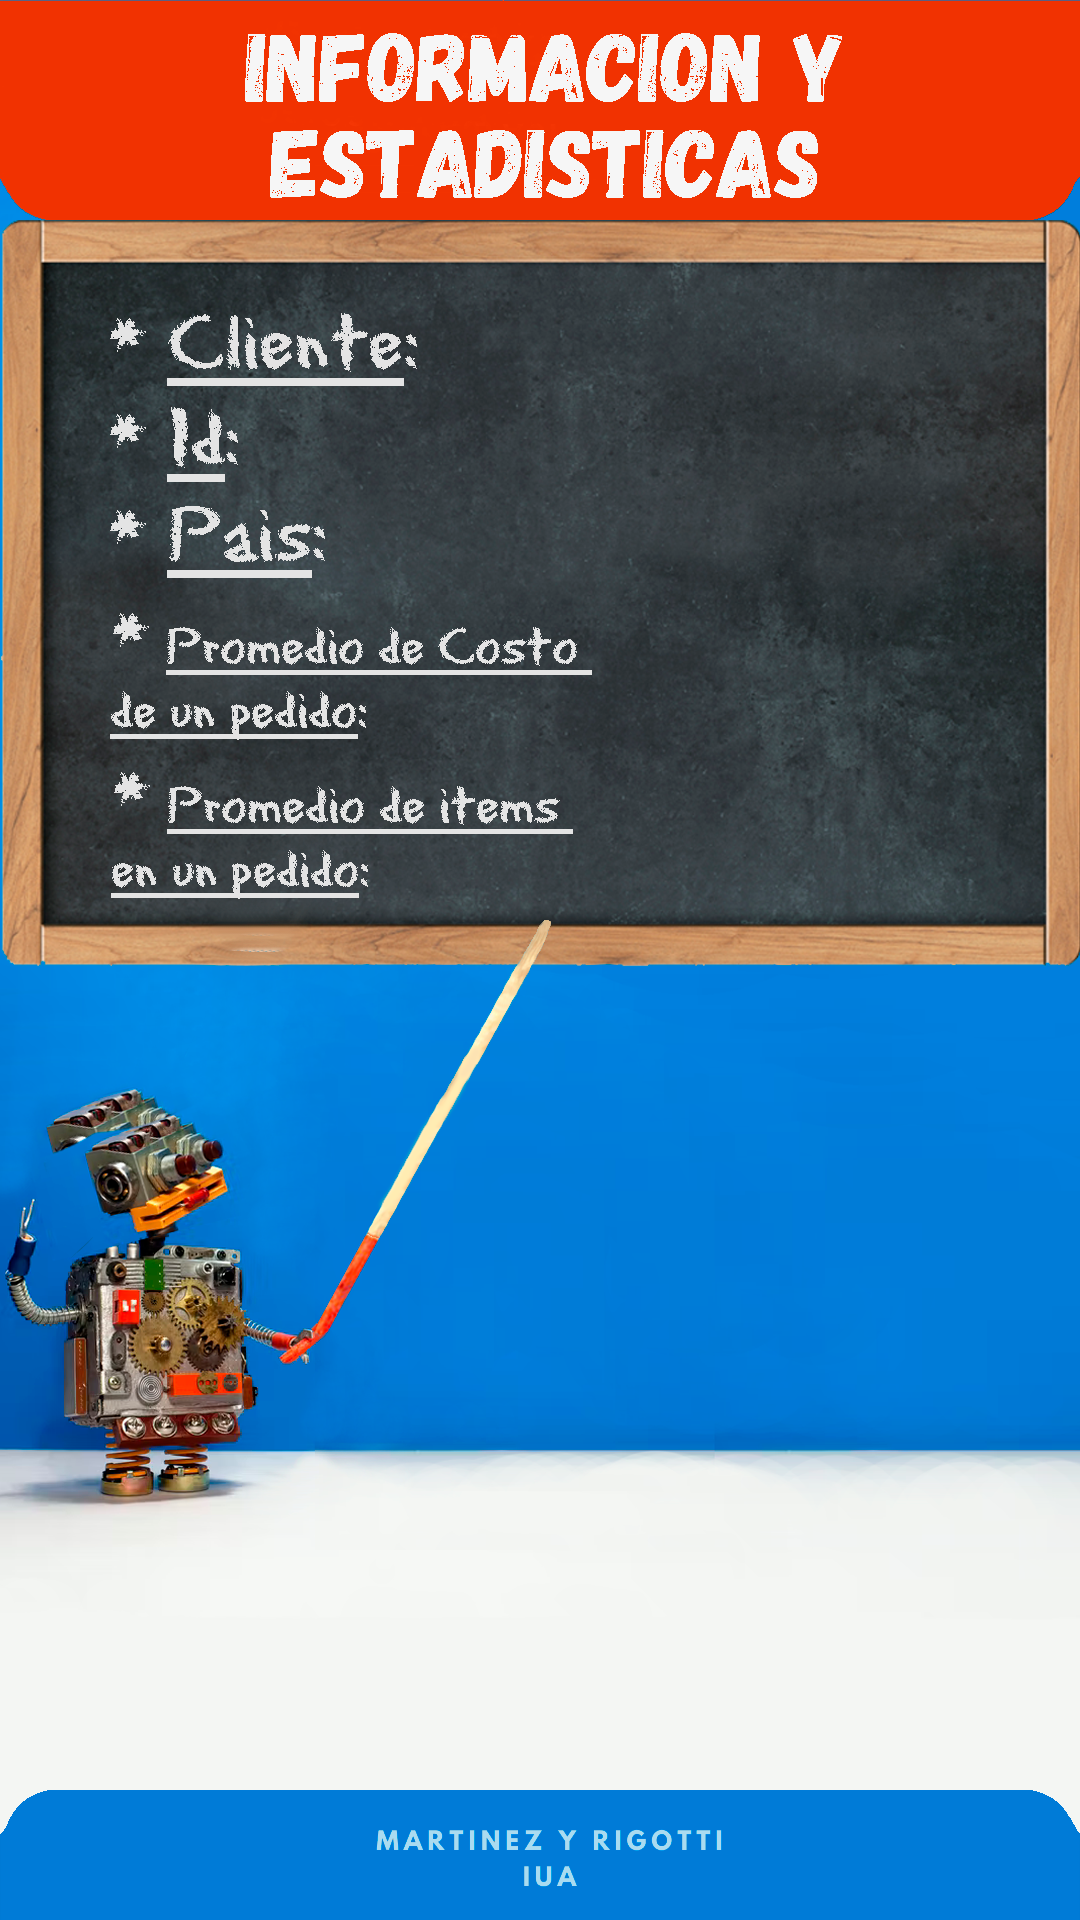 INFORMACION Y
ESTADISTICAS
* Cliente:
* Id:
* Pais:
* Promedio de Costo
de un pedido:
* Promedio de items
en un pedido:
MARTINEZ Y RIGOTTI
IUA